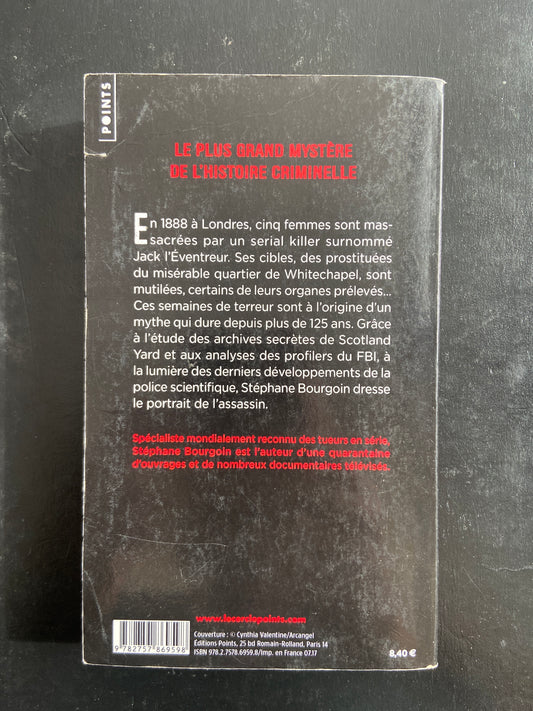 POINTS
LE PLUS GRAND MYSTÈRE
DE L'HISTOIRE CRIMINELLE
En 1888 à Londres, cinq femmes sont mas-
sacrées par un serial killer surnommé
Jack l'Éventreur. Ses cibles, des prostituées
du misérable quartier de Whitechapel, sont
mutilées, certains de leurs organes prélevés...
Ces semaines de terreur sont à l'origine d'un
mythe qui dure depuis plus de 125 ans. Grâce
à l'étude des archives secrètes de Scotland
Yard et aux analyses des profilers du FBI, à
la lumière des derniers développements de la
police scientifique, Stéphane Bourgoin dresse
le portrait de l'assassin.
Spécialiste mondialement reconnu des tueurs en série,
Stéphane Bourgoin est l'auteur d'une quarantaine
d'ouvrages et de nombreux documentaires télévisés.
www.lecerclepoints.com
Couverture : © Cynthia Valentine/Arcangel
Éditions Points, 25 bd Romain-Rolland, Paris 14
ISBN 978.2.7578.6959.8/Imp. en France 07.17
9 782757 869598
8,40 €